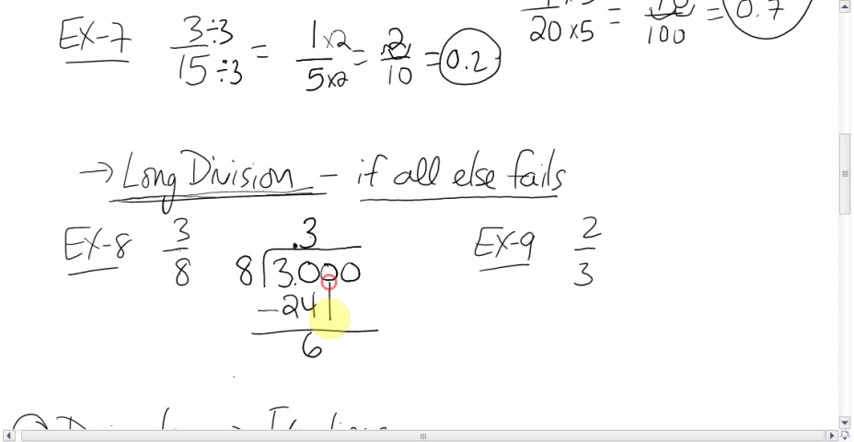 EX-7 3÷3/15÷3 = 1×2/5×2 = 2/10 = 0.2
20×5 = 100 = 0.7
→ Long Division – if all else fails
EX-8 3/8
.3
8 3.000
-24
6
EX-9 2/3